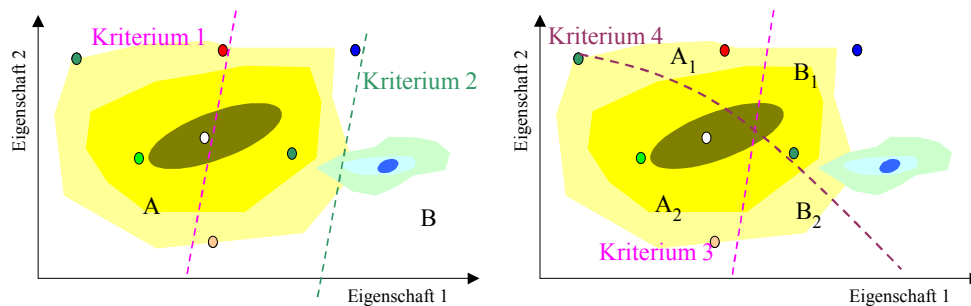 Eigenschaft 2
Kriterium 1
Kriterium 2
A
B
Eigenschaft 1
Eigenschaft 2
Kriterium 4
A1
B1
A2
B2
Kriterium 3
Eigenschaft 1